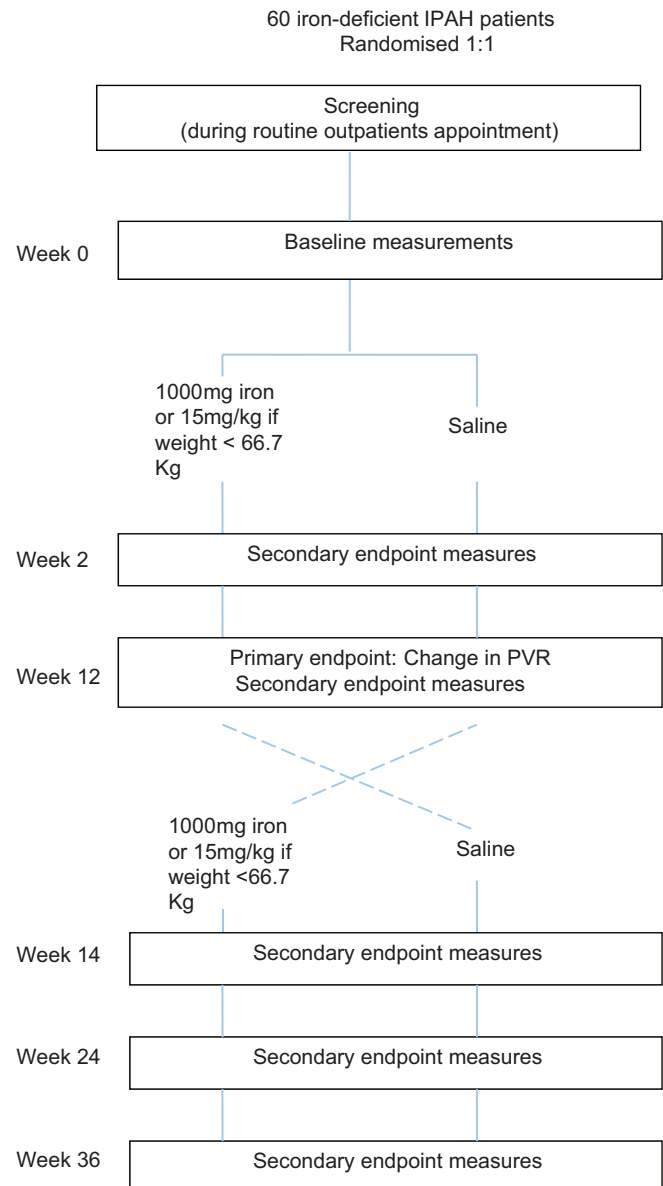 60 iron-deficient IPAH patients
Randomised 1:1
Screening
(during routine outpatients appointment)
Week 0
Baseline measurements
1000mg iron
or 15mg/kg if
weight < 66.7
Kg
Saline
Week 2
Secondary endpoint measures
Week 12
Primary endpoint: Change in PVR
Secondary endpoint measures
1000mg iron
or 15mg/kg if
weight <66.7
Kg
Saline
Week 14
Secondary endpoint measures
Week 24
Secondary endpoint measures
Week 36
Secondary endpoint measures